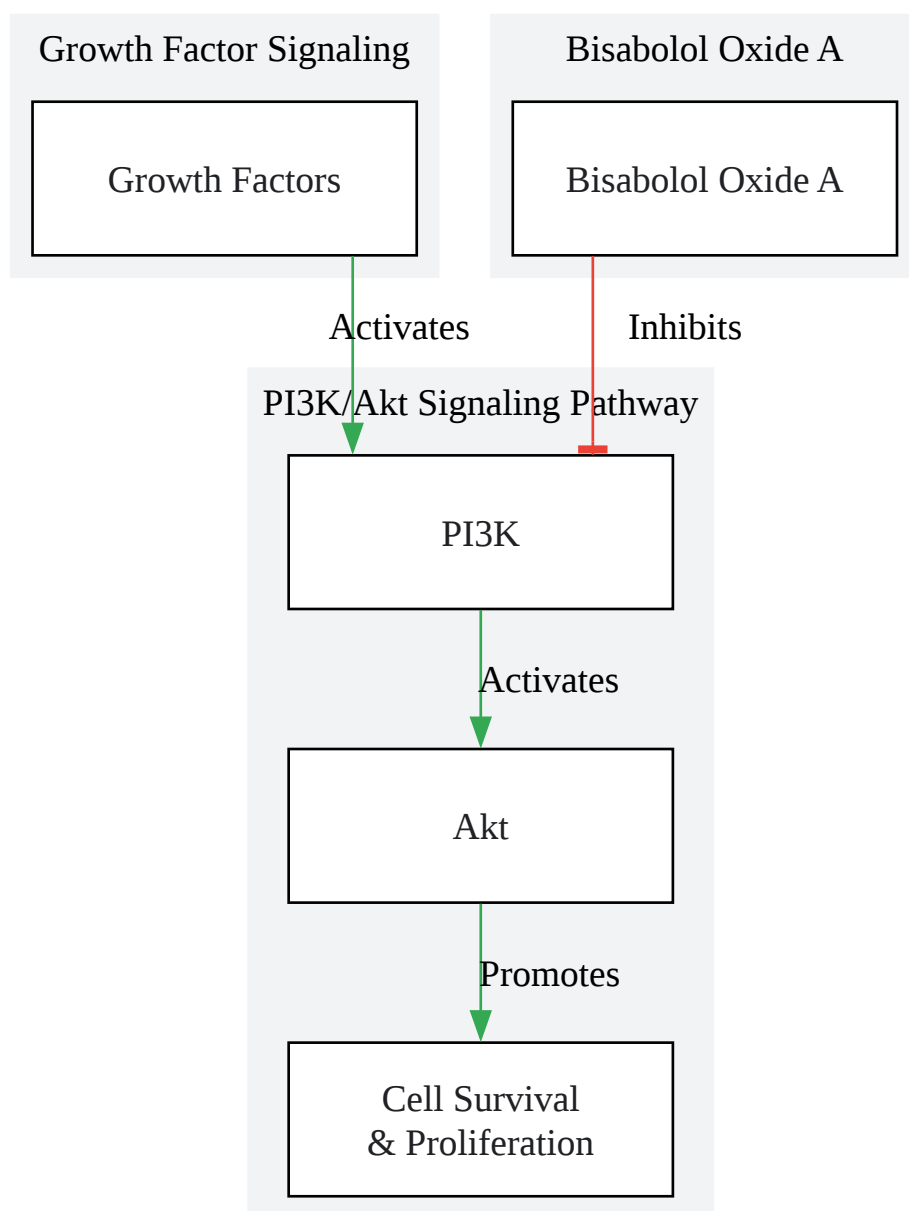 Growth Factor Signaling
Bisabolol Oxide A
Growth Factors
Bisabolol Oxide A
Activates
Inhibits
PI3K/Akt Signaling Pathway
PI3K
Activates
Akt
Promotes
Cell Survival
& Proliferation